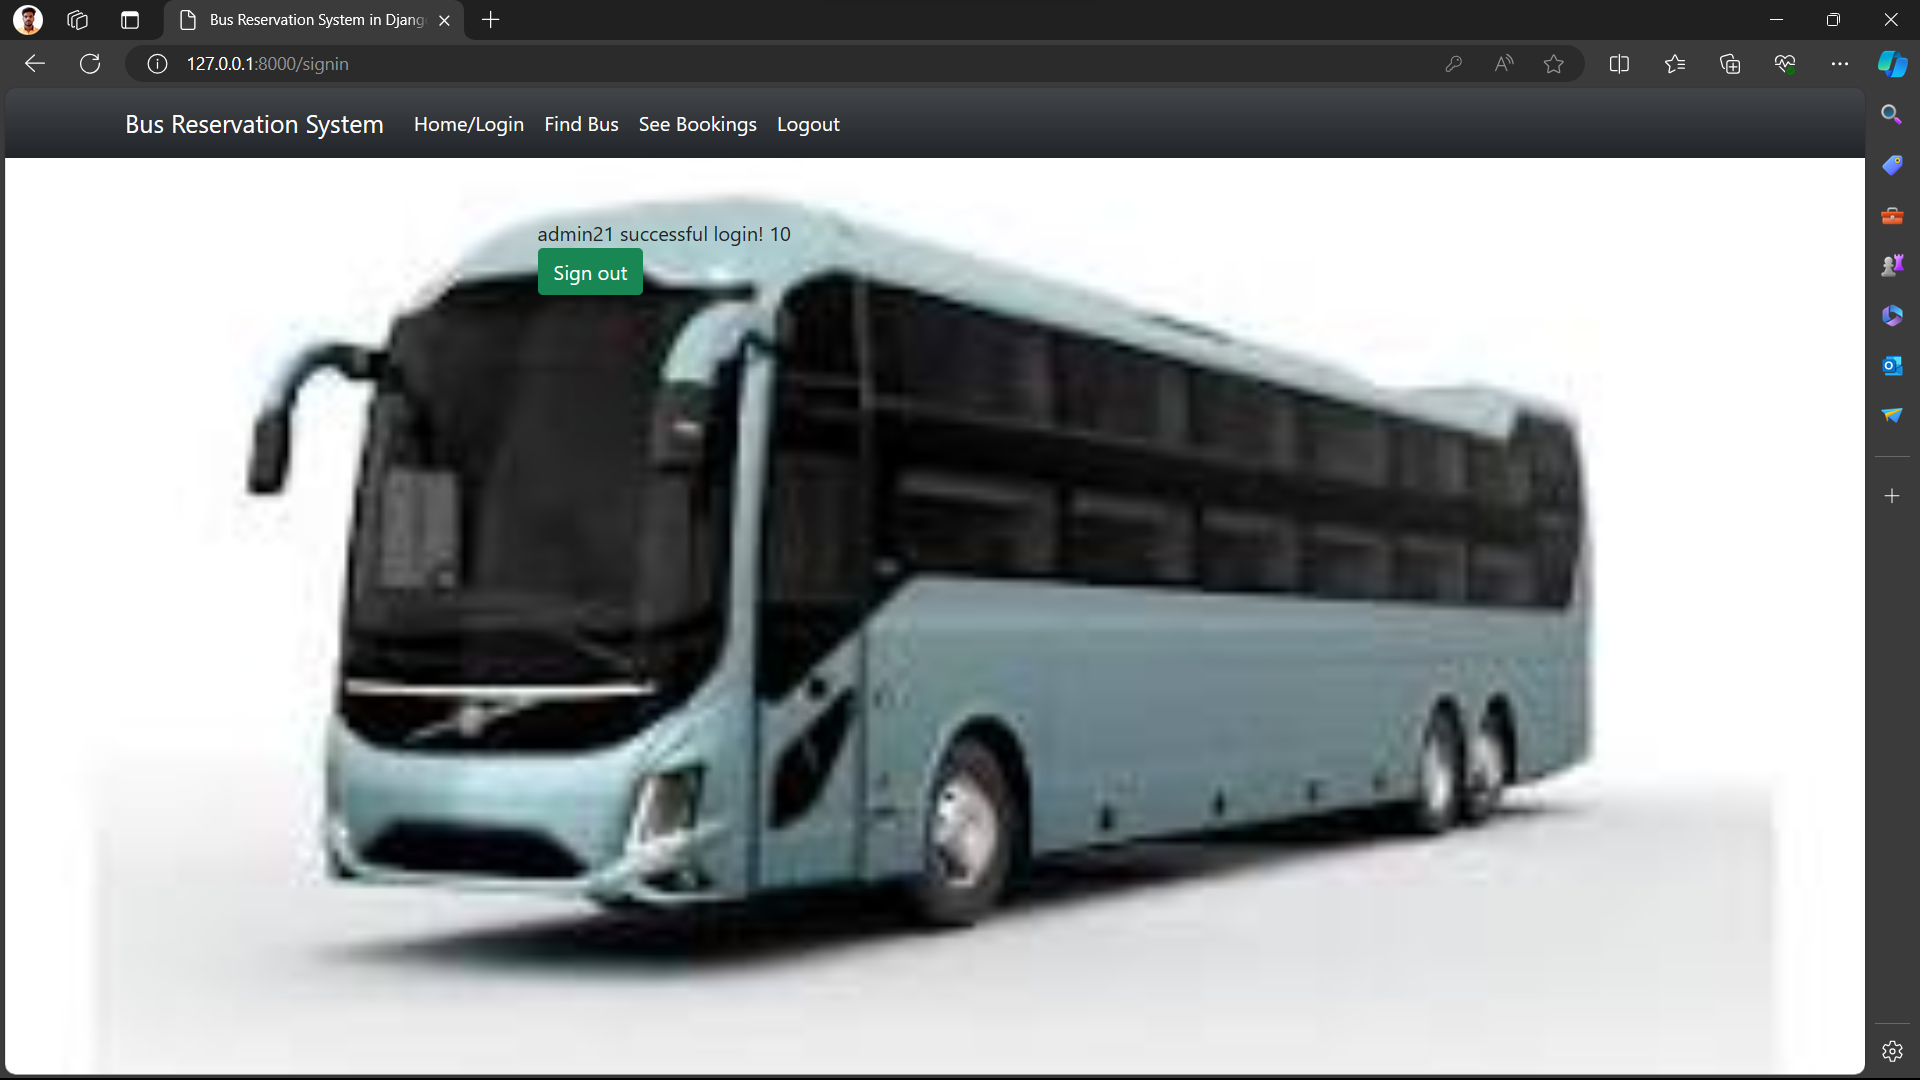 Bus Reservation System in Djang
127.0.0.1:8000/signin
Bus Reservation System Home/Login Find Bus See Bookings Logout
admin21 successful login! 10
Sign out